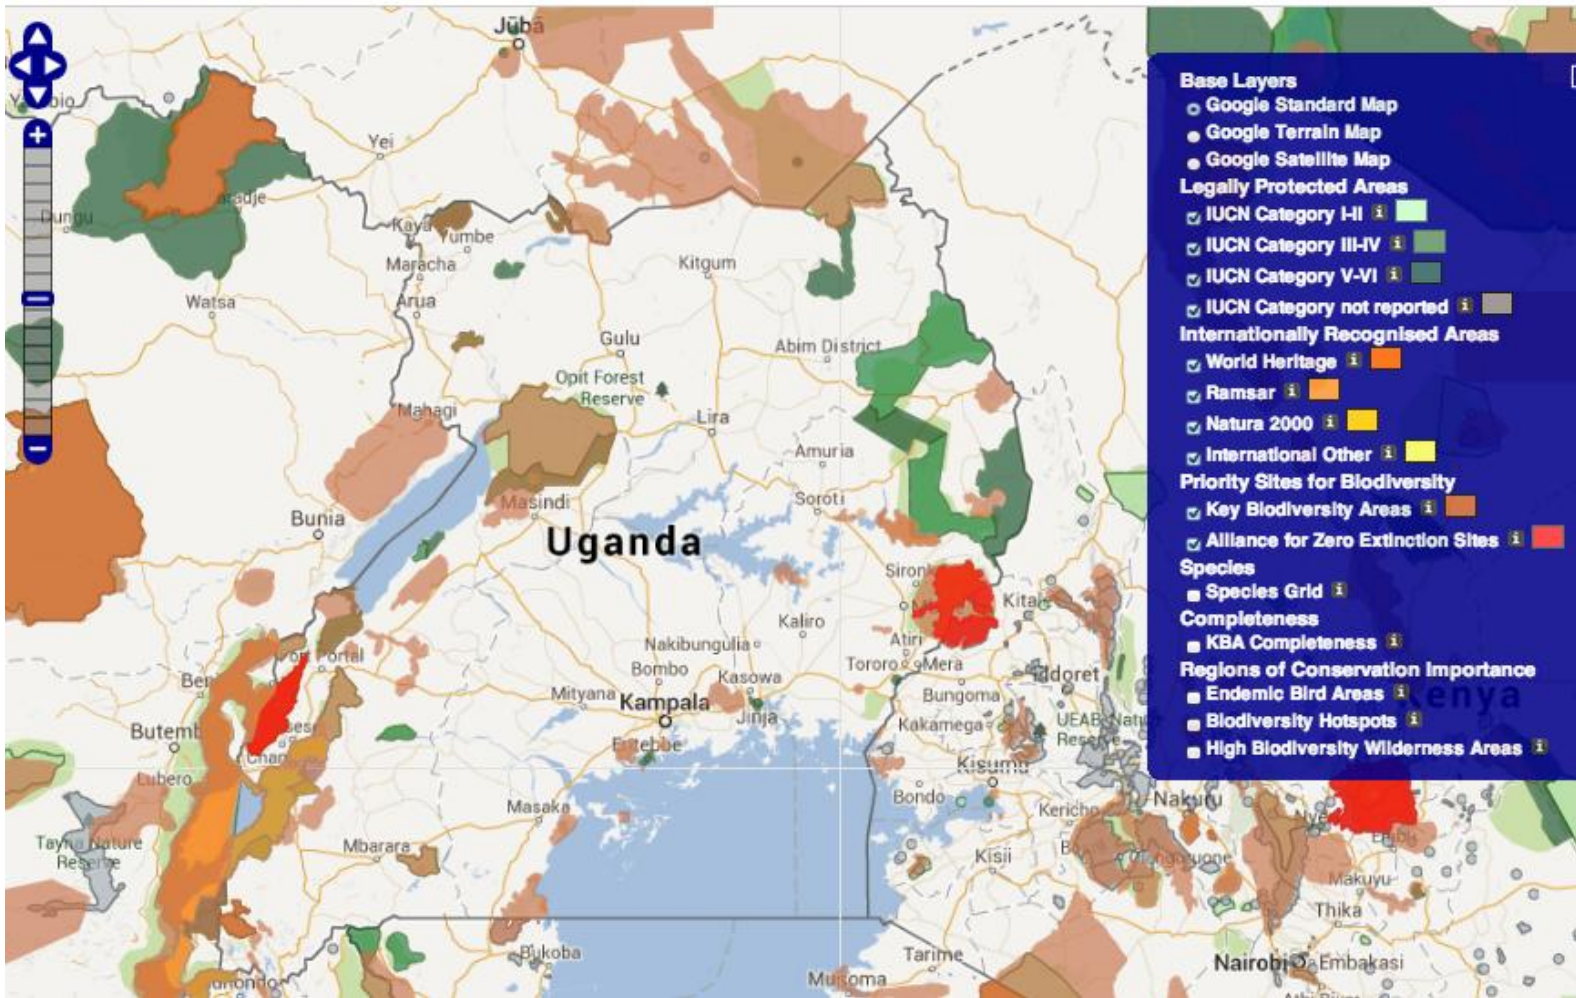 Jūbā
Yei
Dungu
Kaya
Yumbe
Maracha
Kitgum
Watsa
Arua
Gulu
Abim District
Opit Forest
Reserve
Mahagi
Lira
Amuria
Masindi
Soroti
Bunia
Uganda
Kaliro
Nakibungulia
Atiri
Bombo
Kasowa
Tororo
Mera
Mityana
Kampala
Bungoma
Jinja
Kakamega
Entebbe
Kisumu
Lubero
Bondo
Masaka
Kericho
Nakuru
Tayna Nature
Reserve
Mbarara
Kisii
Makuyu
Thika
Bukoba
Tarime
Nairobi
Embakasi
Musoma
Base Layers
Google Standard Map
Google Terrain Map
Google Satellite Map
Legally Protected Areas
IUCN Category I-II i
IUCN Category III-IV i
IUCN Category V-VI i
IUCN Category not reported i
Internationally Recognised Areas
World Heritage i
Ramsar i
Natura 2000 i
International Other i
Priority Sites for Biodiversity
Key Biodiversity Areas i
Alliance for Zero Extinction Sites i
Species
Species Grid i
Completeness
KBA Completeness i
Regions of Conservation Importance
Endemic Bird Areas i
Biodiversity Hotspots i
High Biodiversity Wilderness Areas i
Kenya